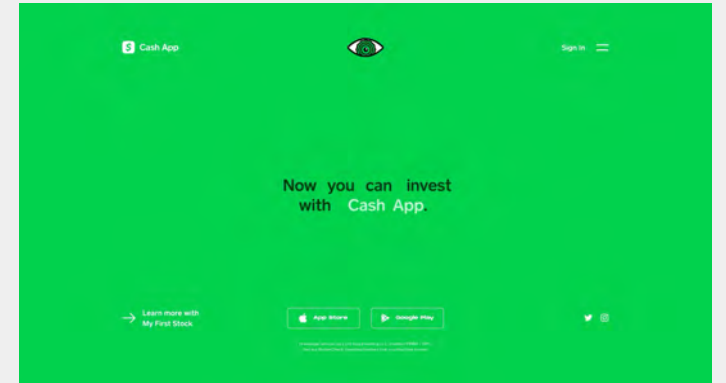 Cash App
Sign in
Now you can invest
with Cash App.
Learn more with
My First Stock
App Store
Google Play